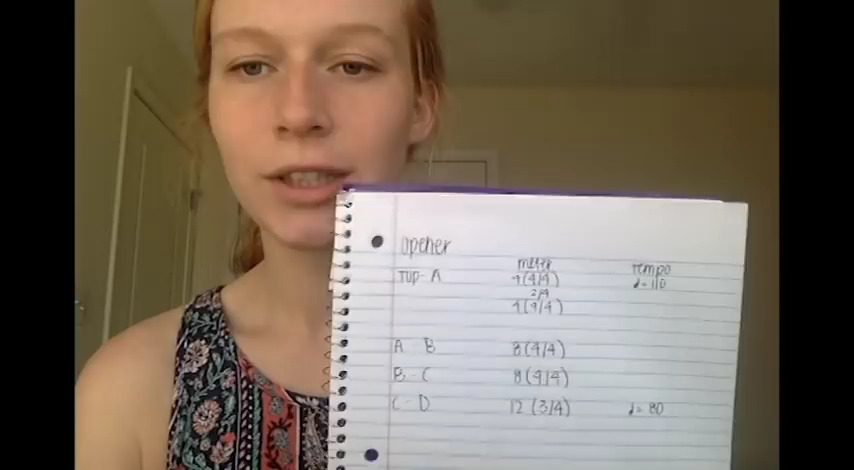 opener
meter tempo
TOP - A 4(4/4) ♩=110
2/4
4(4/4)
A - B 8(4/4)
B - C 8(4/4)
C - D 12 (3/4) ♩= 80